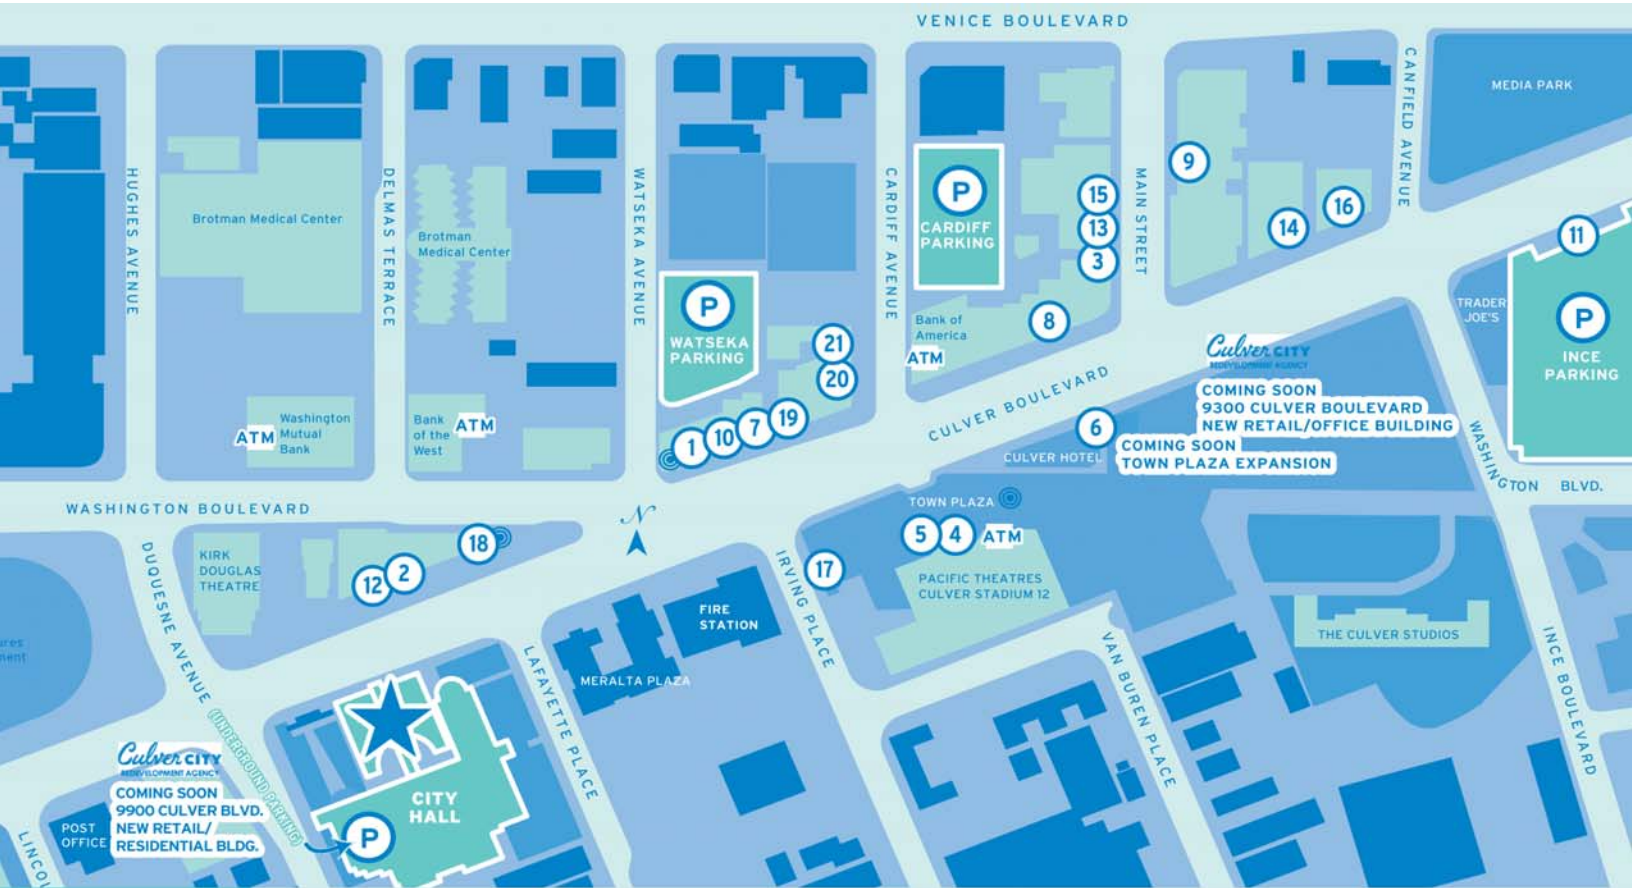 VENICE BOULEVARD
CANFIELD AVENUE
MEDIA PARK
HUGHES AVENUE
DELMAS TERRACE
WATSEKA AVENUE
CARDIFF AVENUE
MAIN STREET
Brotman Medical Center
Brotman
Medical Center
P
CARDIFF
PARKING
15
13
3
9
14
16
11
P
WATSEKA
PARKING
21
20
Bank of
America
ATM
8
TRADER
JOE'S
P
INCE
PARKING
Culver CITY
REDEVELOPMENT AGENCY
COMING SOON
9300 CULVER BOULEVARD
NEW RETAIL/OFFICE BUILDING
CULVER BOULEVARD
6
CULVER HOTEL
COMING SOON
TOWN PLAZA EXPANSION
Washington
Mutual
Bank
ATM
Bank
of the
West
ATM
1
10
7
19
WASHINGTON BLVD.
WASHINGTON BOULEVARD
N
TOWN PLAZA
5
4
ATM
KIRK
DOUGLAS
THEATRE
12
2
18
17
PACIFIC THEATRES
CULVER STADIUM 12
FIRE
STATION
MERALTA PLAZA
THE CULVER STUDIOS
DUQUESNE AVENUE
(UNDERGROUND PARKING)
LAFAYETTE PLACE
IRVING PLACE
VAN BUREN PLACE
INCE BOULEVARD
Culver CITY
REDEVELOPMENT AGENCY
COMING SOON
9900 CULVER BLVD.
NEW RETAIL/
RESIDENTIAL BLDG.
POST
OFFICE
CITY
HALL
P
LINCOL